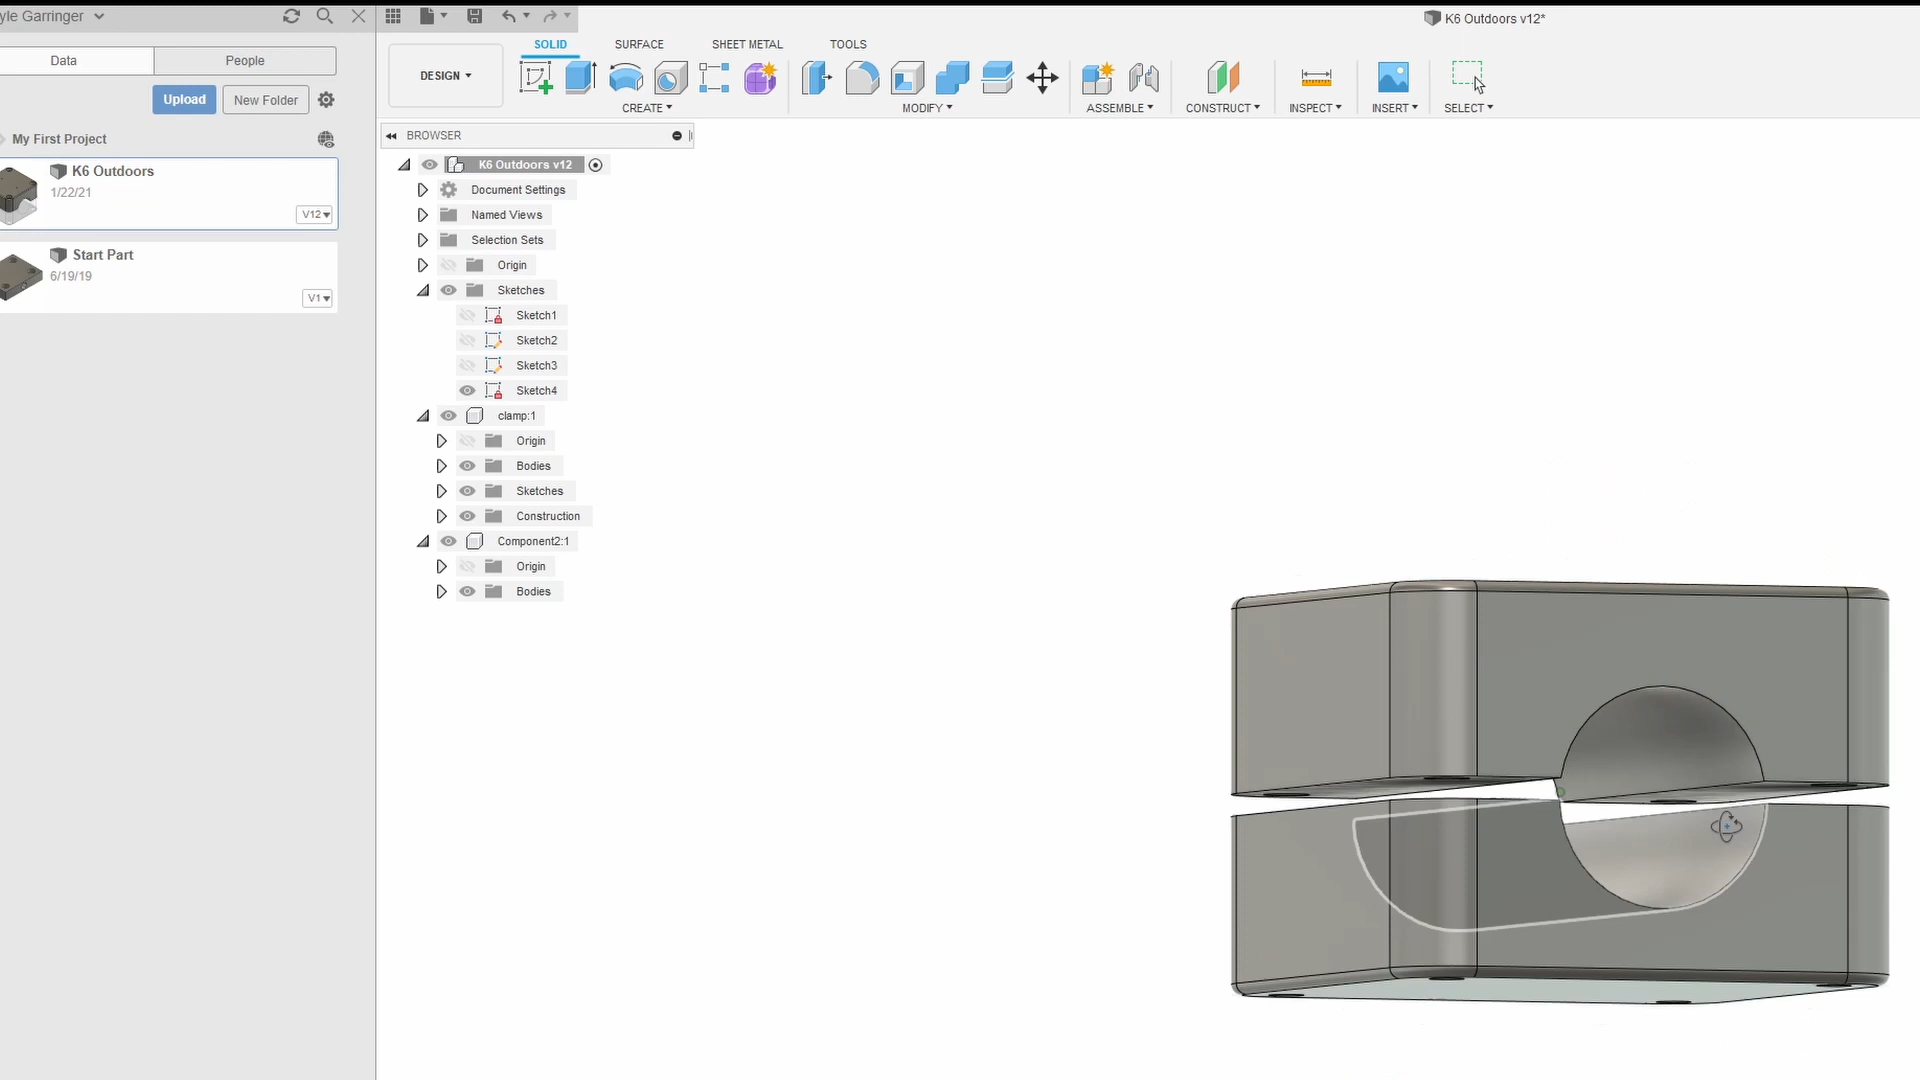 yle Garringer
K6 Outdoors v12*
Data
People
Upload
New Folder
My First Project
K6 Outdoors
1/22/21
V12
Start Part
6/19/19
V1
SOLID
SURFACE
SHEET METAL
TOOLS
DESIGN
CREATE
MODIFY
ASSEMBLE
CONSTRUCT
INSPECT
INSERT
SELECT
BROWSER
K6 Outdoors v12
Document Settings
Named Views
Selection Sets
Origin
Sketches
Sketch1
Sketch2
Sketch3
Sketch4
clamp:1
Origin
Bodies
Sketches
Construction
Component2:1
Origin
Bodies